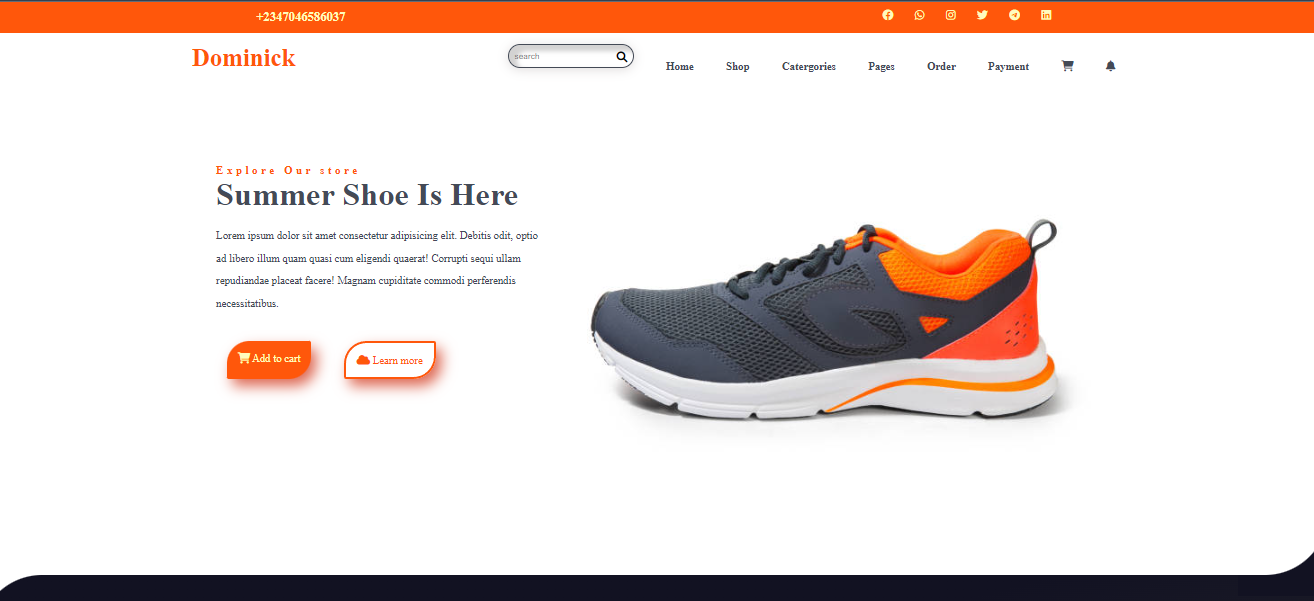 +2347046586037
Dominick
search
Home Shop Catergories Pages Order Payment
Explore Our store
Summer Shoe Is Here
Lorem ipsum dolor sit amet consectetur adipisicing elit. Debitis odit, optio
ad libero illum quam quasi cum eligendi quaerat! Corrupti sequi ullam
repudiandae placeat facere! Magnam cupiditate commodi perferendis
necessitatibus.
Add to cart Learn more